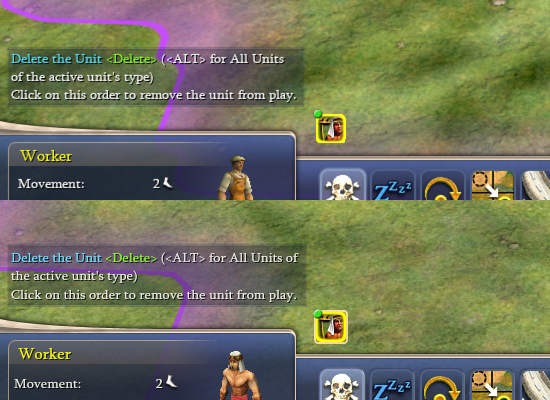 Delete the Unit <Delete> (<ALT> for All Units
of the active unit's type)
Click on this order to remove the unit from play.
Worker
Movement: 2
ZZZZ
Delete the Unit <Delete> (<ALT> for All Units of
the active unit's type)
Click on this order to remove the unit from play.
Worker
Movement: 2
ZZZZ